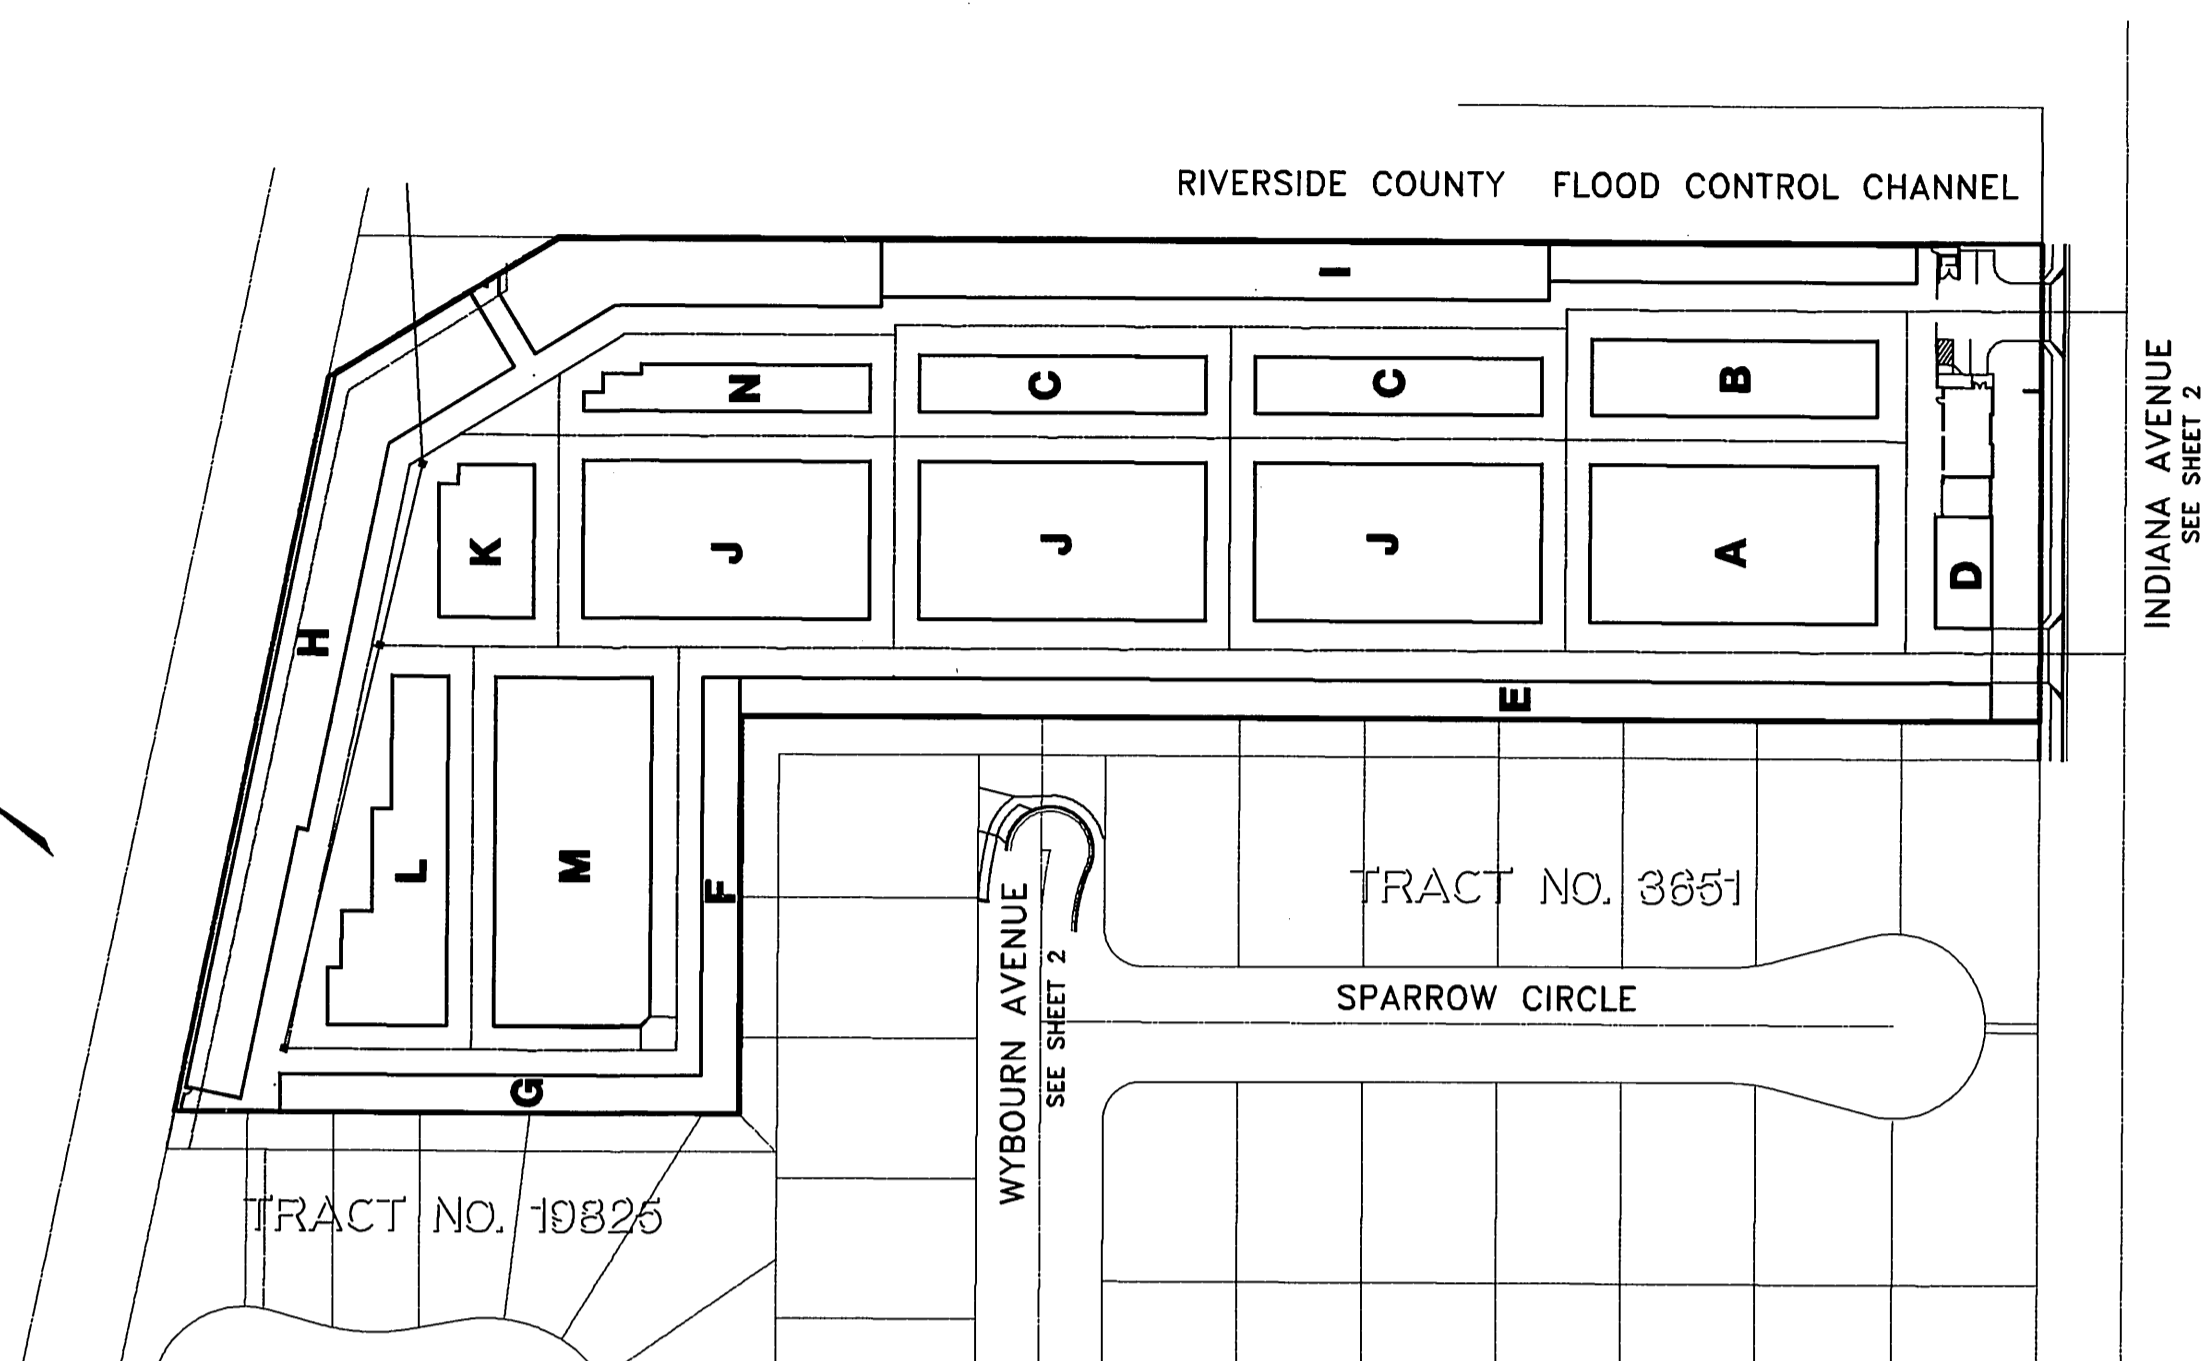 RIVERSIDE COUNTY FLOOD CONTROL CHANNEL
I
N
C
C
B
INDIANA AVENUE
SEE SHEET 2
K
J
J
J
A
D
H
E
L
M
F
G
TRACT NO. 3651
WYBOURN AVENUE
SEE SHEET 2
SPARROW CIRCLE
TRACT NO. 19825